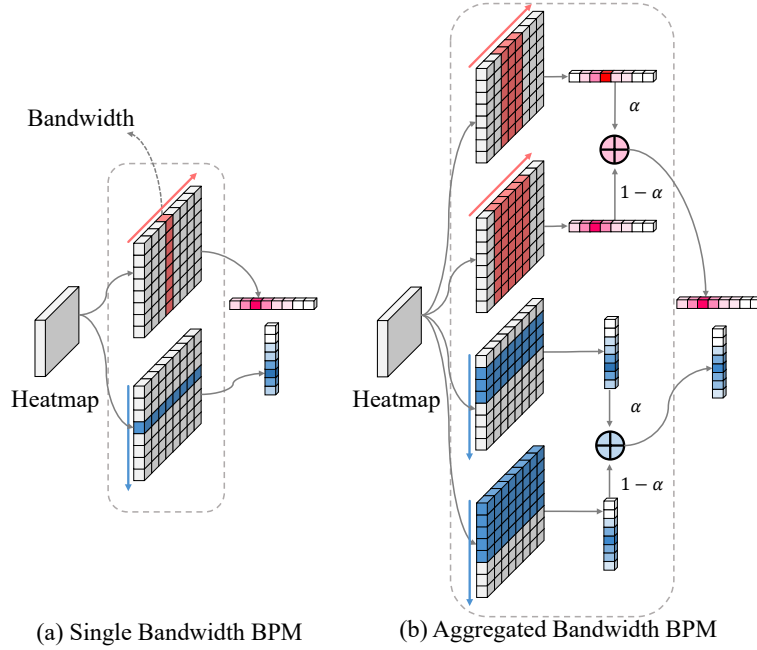 Bandwidth
Heatmap
(a) Single Bandwidth BPM
α
1 − α
Heatmap
α
1 − α
(b) Aggregated Bandwidth BPM